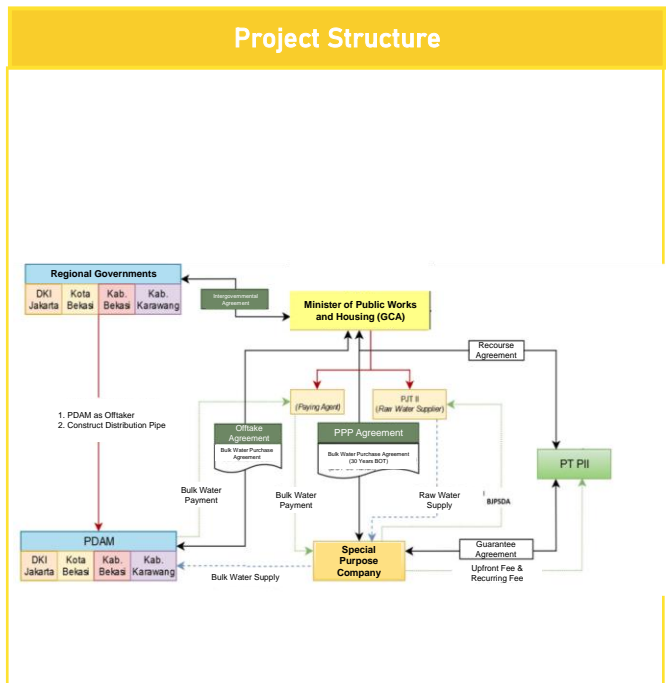 Project Structure
Regional Governments
DKI Jakarta
Kota Bekasi
Kab. Bekasi
Kab. Karawang
Intergovernmental
Agreement
Minister of Public Works
and Housing (GCA)
Recourse
Agreement
(Paying Agent)
PJT II
(Raw Water Supplier)
1. PDAM as Offtaker
2. Construct Distribution Pipe
Offtake
Agreement
Bulk Water Purchase
Agreement
PPP Agreement
Bulk Water Purchase Agreement
(30 Years BOT)
PT PII
Bulk Water
Payment
Bulk Water
Payment
Raw Water
Supply
BJPSDA
PDAM
DKI Jakarta
Kota Bekasi
Kab. Bekasi
Kab. Karawang
Bulk Water Supply
Special
Purpose
Company
Guarantee
Agreement
Upfront Fee &
Recurring Fee